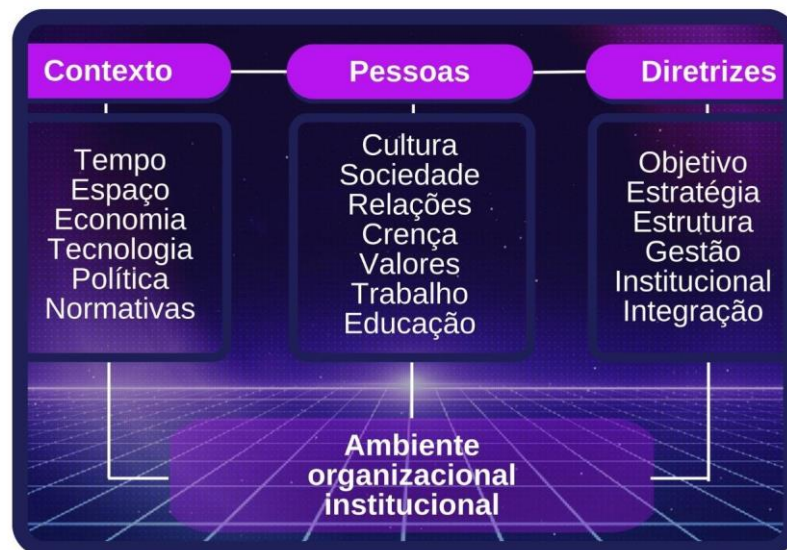 Contexto
Pessoas
Diretrizes
Tempo
Espaço
Economia
Tecnologia
Política
Normativas
Cultura
Sociedade
Relações
Crença
Valores
Trabalho
Educação
Objetivo
Estratégia
Estrutura
Gestão
Institucional
Integração
Ambiente
organizacional
institucional